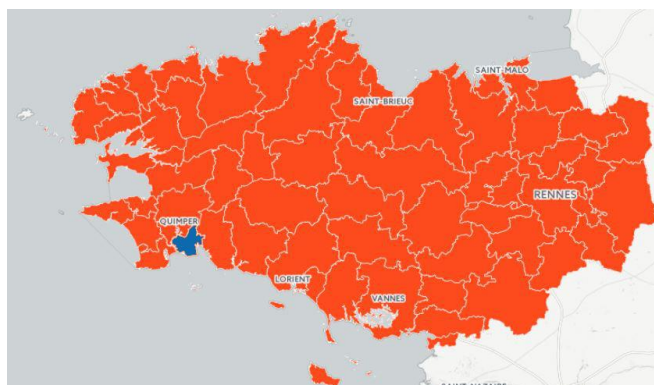 SAINT-MALO
SAINT-BRIEUC
RENNES
QUIMPER
LORIENT
VANNES